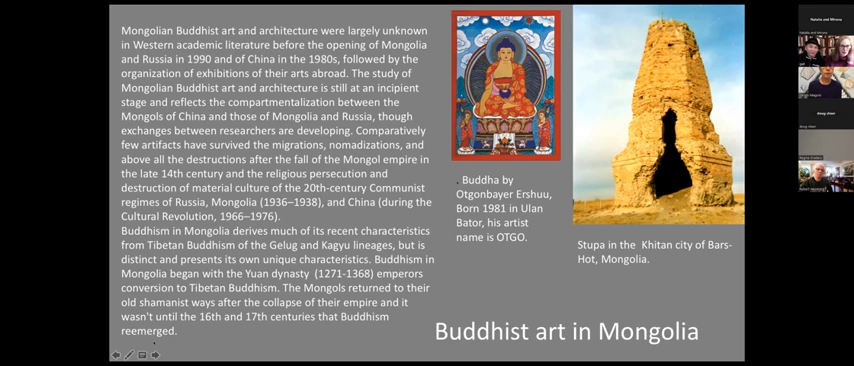 Mongolian Buddhist art and architecture were largely unknown
in Western academic literature before the opening of Mongolia
and Russia in 1990 and of China in the 1980s, followed by the
organization of exhibitions of their arts abroad. The study of
Mongolian Buddhist art and architecture is still at an incipient
stage and reflects the compartmentalization between the
Mongols of China and those of Mongolia and Russia, though
exchanges between researchers are developing. Comparatively
few artifacts have survived the migrations, nomadizations, and
above all the destructions after the fall of the Mongol empire in
the late 14th century and the religious persecution and
destruction of material culture of the 20th-century Communist
regimes of Russia, Mongolia (1936–1938), and China (during the
Cultural Revolution, 1966–1976).
Buddhism in Mongolia derives much of its recent characteristics
from Tibetan Buddhism of the Gelug and Kagyu lineages, but is
distinct and presents its own unique characteristics. Buddhism in
Mongolia began with the Yuan dynasty (1271-1368) emperors
conversion to Tibetan Buddhism. The Mongols returned to their
old shamanist ways after the collapse of their empire and it
wasn't until the 16th and 17th centuries that Buddhism
reemerged.
. Buddha by
Otgonbayer Ershuu,
Born 1981 in Ulan
Bator, his artist
name is OTGO.
Stupa in the Khitan city of Bars-
Hot, Mongolia.
Buddhist art in Mongolia
Natalia and Mirona